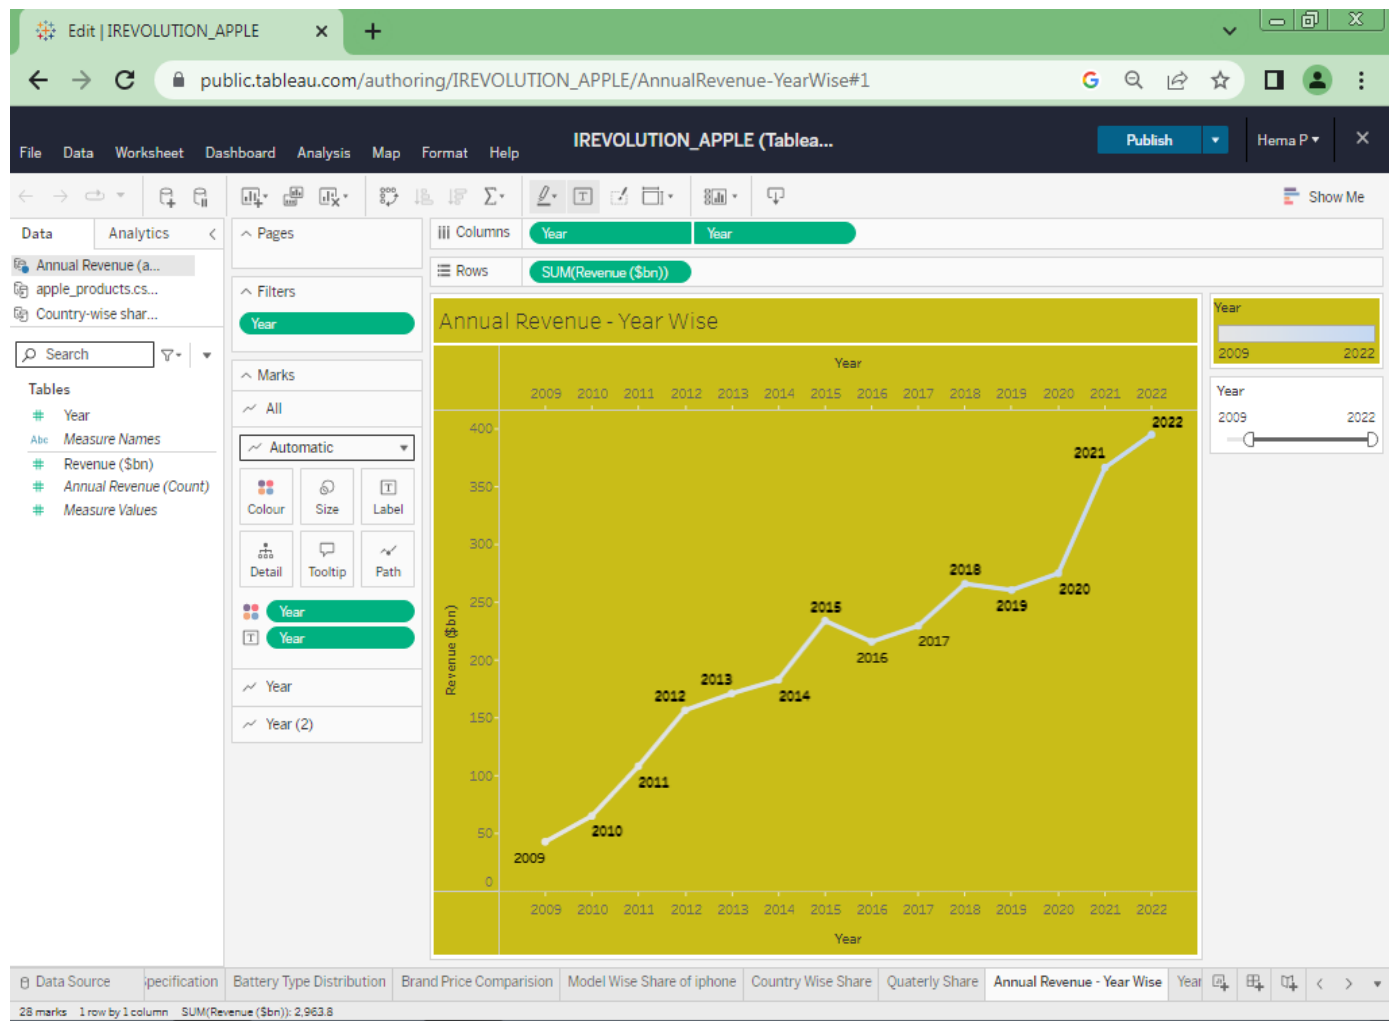 Edit | IREVOLUTION_APPLE
public.tableau.com/authoring/IREVOLUTION_APPLE/AnnualRevenue-YearWise#1
IREVOLUTION_APPLE (Tablea...
File Data Worksheet Dashboard Analysis Map Format Help
Publish
Hema P
Show Me
Data Analytics
Annual Revenue (a...
apple_products.cs...
Country-wise shar...
Search
Tables
Year
Abc Measure Names
Revenue ($bn)
Annual Revenue (Count)
Measure Values
Pages
Filters
Year
Marks
All
Automatic
Colour Size Label
Detail Tooltip Path
Year
Year
Year
Year (2)
Columns Year Year
Rows SUM(Revenue ($bn))
Annual Revenue - Year Wise
Year
2009 2010 2011 2012 2013 2014 2015 2016 2017 2018 2019 2020 2021 2022
Revenue ($bn)
400
350
300
250
200
150
100
50
0
2009
2010
2011
2012
2013
2014
2015
2016
2017
2018
2019
2020
2021
2022
2009 2010 2011 2012 2013 2014 2015 2016 2017 2018 2019 2020 2021 2022
Year
Year
2009 2022
Year
2009 2022
Data Source pecification Battery Type Distribution Brand Price Comparision Model Wise Share of iphone Country Wise Share Quaterly Share Annual Revenue - Year Wise Year
28 marks 1 row by 1 column SUM(Revenue ($bn)): 2,963.8